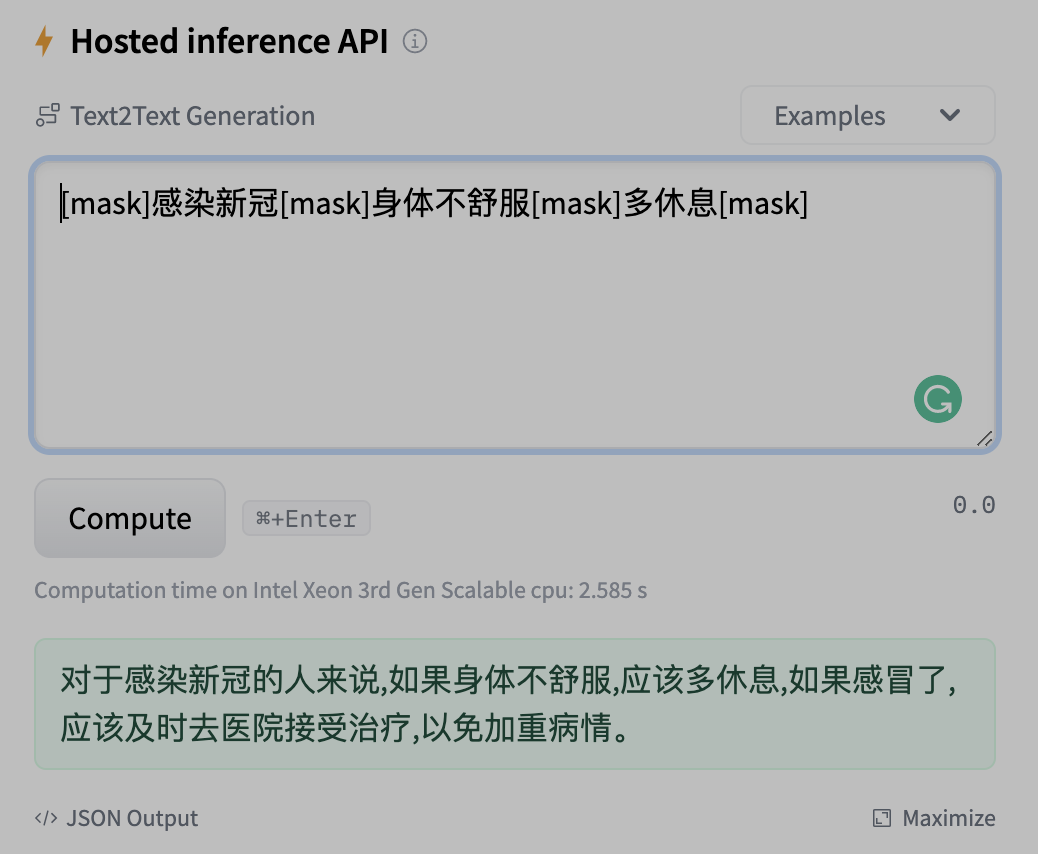 Hosted inference API
Text2Text Generation
Examples
[mask]感染新冠[mask]身体不舒服[mask]多休息[mask]
Compute
⌘+Enter
0.0
Computation time on Intel Xeon 3rd Gen Scalable cpu: 2.585 s
对于感染新冠的人来说,如果身体不舒服,应该多休息,如果感冒了,
应该及时去医院接受治疗,以免加重病情。
</> JSON Output
Maximize